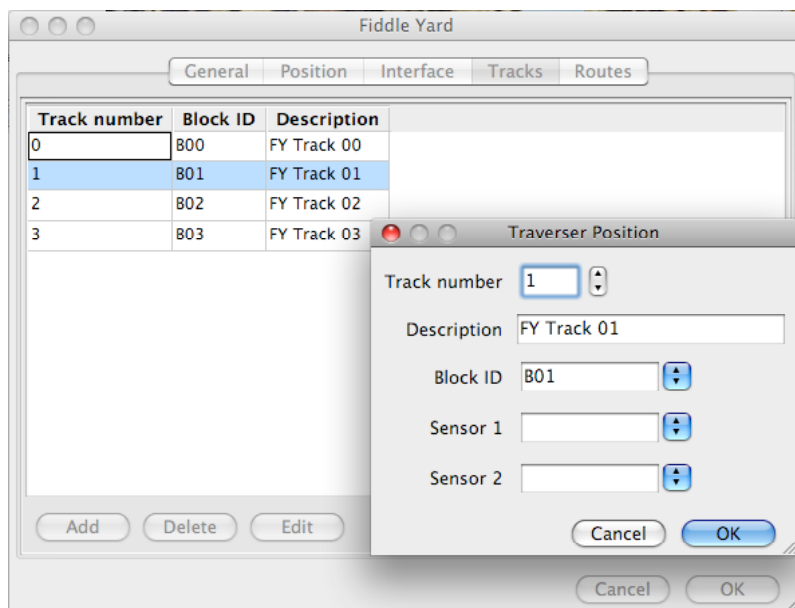 Fiddle Yard
General Position Interface Tracks Routes
Track number Block ID Description
0 B00 FY Track 00
1 B01 FY Track 01
2 B02 FY Track 02
3 B03 FY Track 03
Traverser Position
Track number 1
Description FY Track 01
Block ID B01
Sensor 1
Sensor 2
Cancel OK
Add Delete Edit
Cancel OK